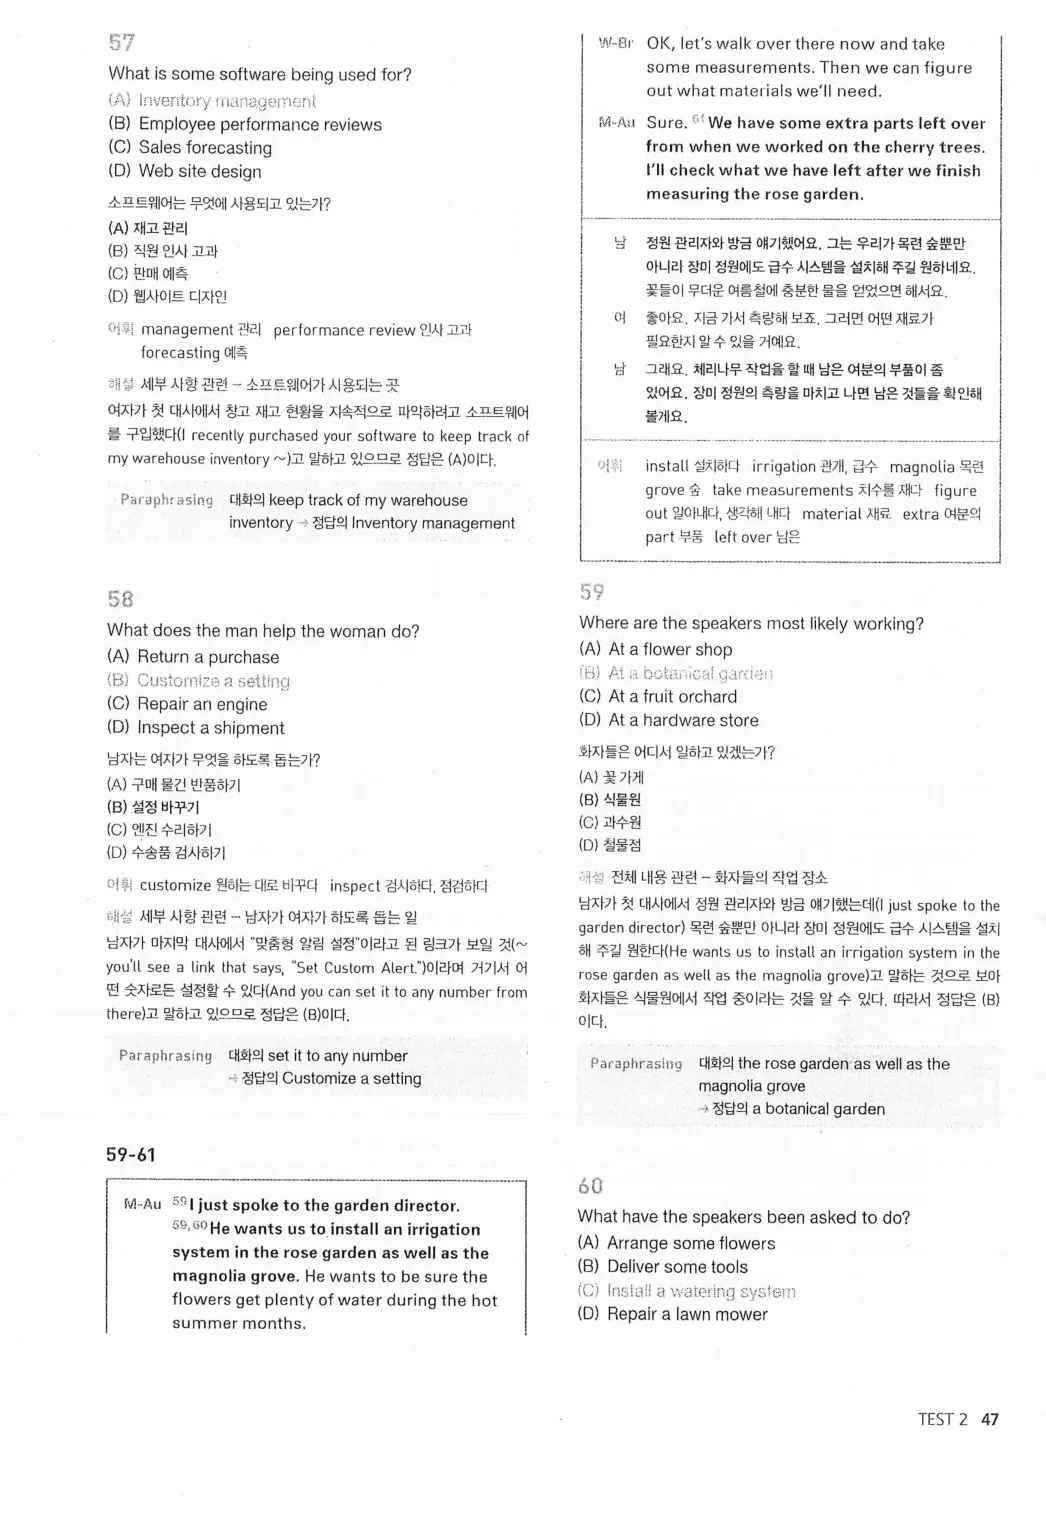 57
What is some software being used for?
(A) Inventory management
(B) Employee performance reviews
(C) Sales forecasting
(D) Web site design
소프트웨어는 무엇에 사용되고 있는가?
(A) 재고 관리
(B) 직원 인사 고과
(C) 판매 예측
(D) 웹사이트 디자인
어휘 management 관리 performance review 인사 고과
forecasting 예측
해설 세부 사항 관련 – 소프트웨어가 사용되는 곳
여자가 첫 대사에서 창고 재고 현황을 지속적으로 파악하려고 소프트웨어
를 구입했다(I recently purchased your software to keep track of
my warehouse inventory ~)고 말하고 있으므로 정답은 (A)이다.
Paraphrasing 대화의 keep track of my warehouse
inventory → 정답의 Inventory management
58
What does the man help the woman do?
(A) Return a purchase
(B) Customize a setting
(C) Repair an engine
(D) Inspect a shipment
남자는 여자가 무엇을 하도록 돕는가?
(A) 구매 물건 반품하기
(B) 설정 바꾸기
(C) 엔진 수리하기
(D) 수송품 검사하기
어휘 customize 원하는 대로 바꾸다 inspect 검사하다, 점검하다
해설 세부 사항 관련 – 남자가 여자가 하도록 돕는 일
남자가 마지막 대사에서 "맞춤형 알림 설정"이라고 된 링크가 보일 것(~
you'll see a link that says, "Set Custom Alert.")이라며 거기서 어
떤 숫자로든 설정할 수 있다(And you can set it to any number from
there)고 말하고 있으므로 정답은 (B)이다.
Paraphrasing 대화의 set it to any number
→ 정답의 Customize a setting
59-61
M-Au 59 I just spoke to the garden director.
59, 60 He wants us to install an irrigation
system in the rose garden as well as the
magnolia grove. He wants to be sure the
flowers get plenty of water during the hot
summer months.
W-Br OK, let's walk over there now and take
some measurements. Then we can figure
out what materials we'll need.
M-Au Sure. 61 We have some extra parts left over
from when we worked on the cherry trees.
I'll check what we have left after we finish
measuring the rose garden.
남 정원 관리자와 방금 얘기했어요. 그는 우리가 목련 숲뿐만
아니라 장미 정원에도 급수 시스템을 설치해 주길 원하네요.
꽃들이 무더운 여름철에 충분한 물을 얻었으면 해서요.
여 좋아요. 지금 가서 측량해 보죠. 그러면 어떤 재료가
필요한지 알 수 있을 거예요.
남 그래요. 체리나무 작업을 할 때 남은 여분의 부품이 좀
있어요. 장미 정원의 측량을 마치고 나면 남은 것들을 확인해
볼게요.
어휘 install 설치하다 irrigation 관개, 급수 magnolia 목련
grove 숲 take measurements 치수를 재다 figure
out 알아내다, 생각해 내다 material 재료 extra 여분의
part 부품 left over 남은
59
Where are the speakers most likely working?
(A) At a flower shop
(B) At a botanical garden
(C) At a fruit orchard
(D) At a hardware store
화자들은 어디서 일하고 있겠는가?
(A) 꽃 가게
(B) 식물원
(C) 과수원
(D) 철물점
해설 전체 내용 관련 – 화자들의 작업 장소
남자가 첫 대사에서 정원 관리자와 방금 얘기했는데(I just spoke to the
garden director) 목련 숲뿐만 아니라 장미 정원에도 급수 시스템을 설치
해 주길 원한다(He wants us to install an irrigation system in the
rose garden as well as the magnolia grove)고 말하는 것으로 보아
화자들은 식물원에서 작업 중이라는 것을 알 수 있다. 따라서 정답은 (B)
이다.
Paraphrasing 대화의 the rose garden as well as the
magnolia grove
→ 정답의 a botanical garden
60
What have the speakers been asked to do?
(A) Arrange some flowers
(B) Deliver some tools
(C) Install a watering system
(D) Repair a lawn mower
TEST 2 47